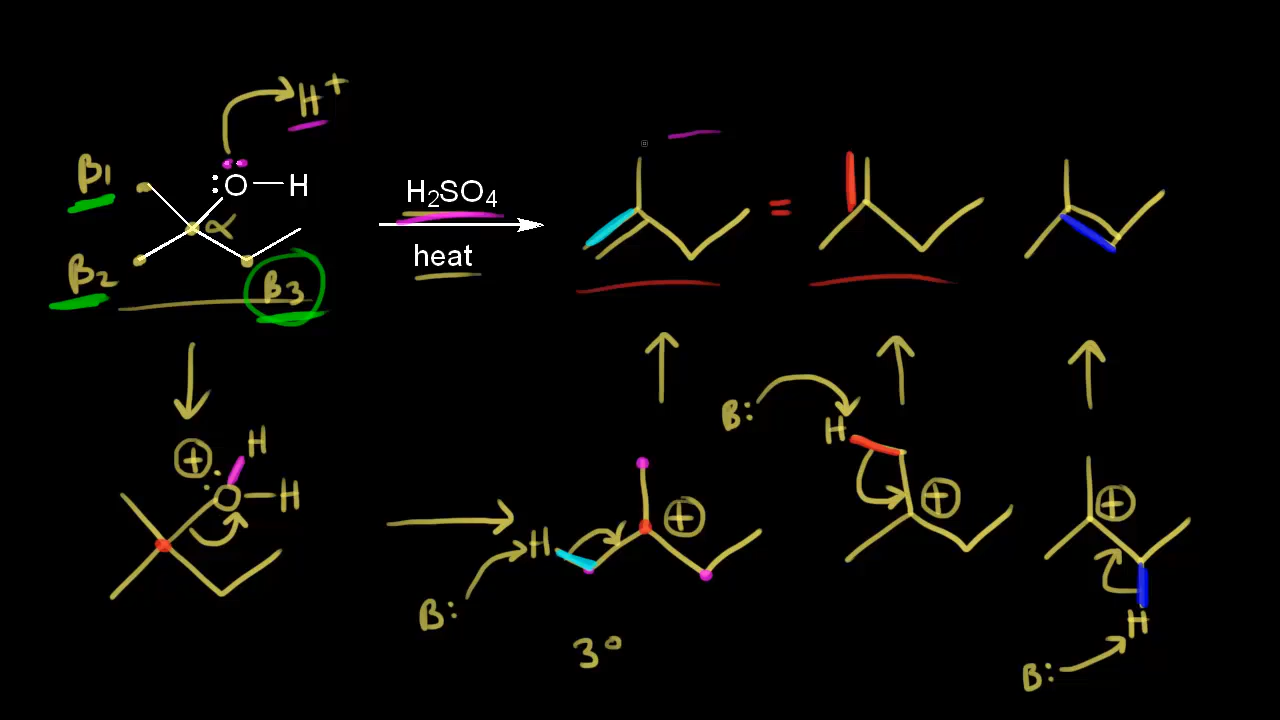 H+
β1
:O—H
α
H2SO4
=
β2
heat
β3
B:
H
+
H
O—H
+
H
+
+
H
B:
3°
H
B: